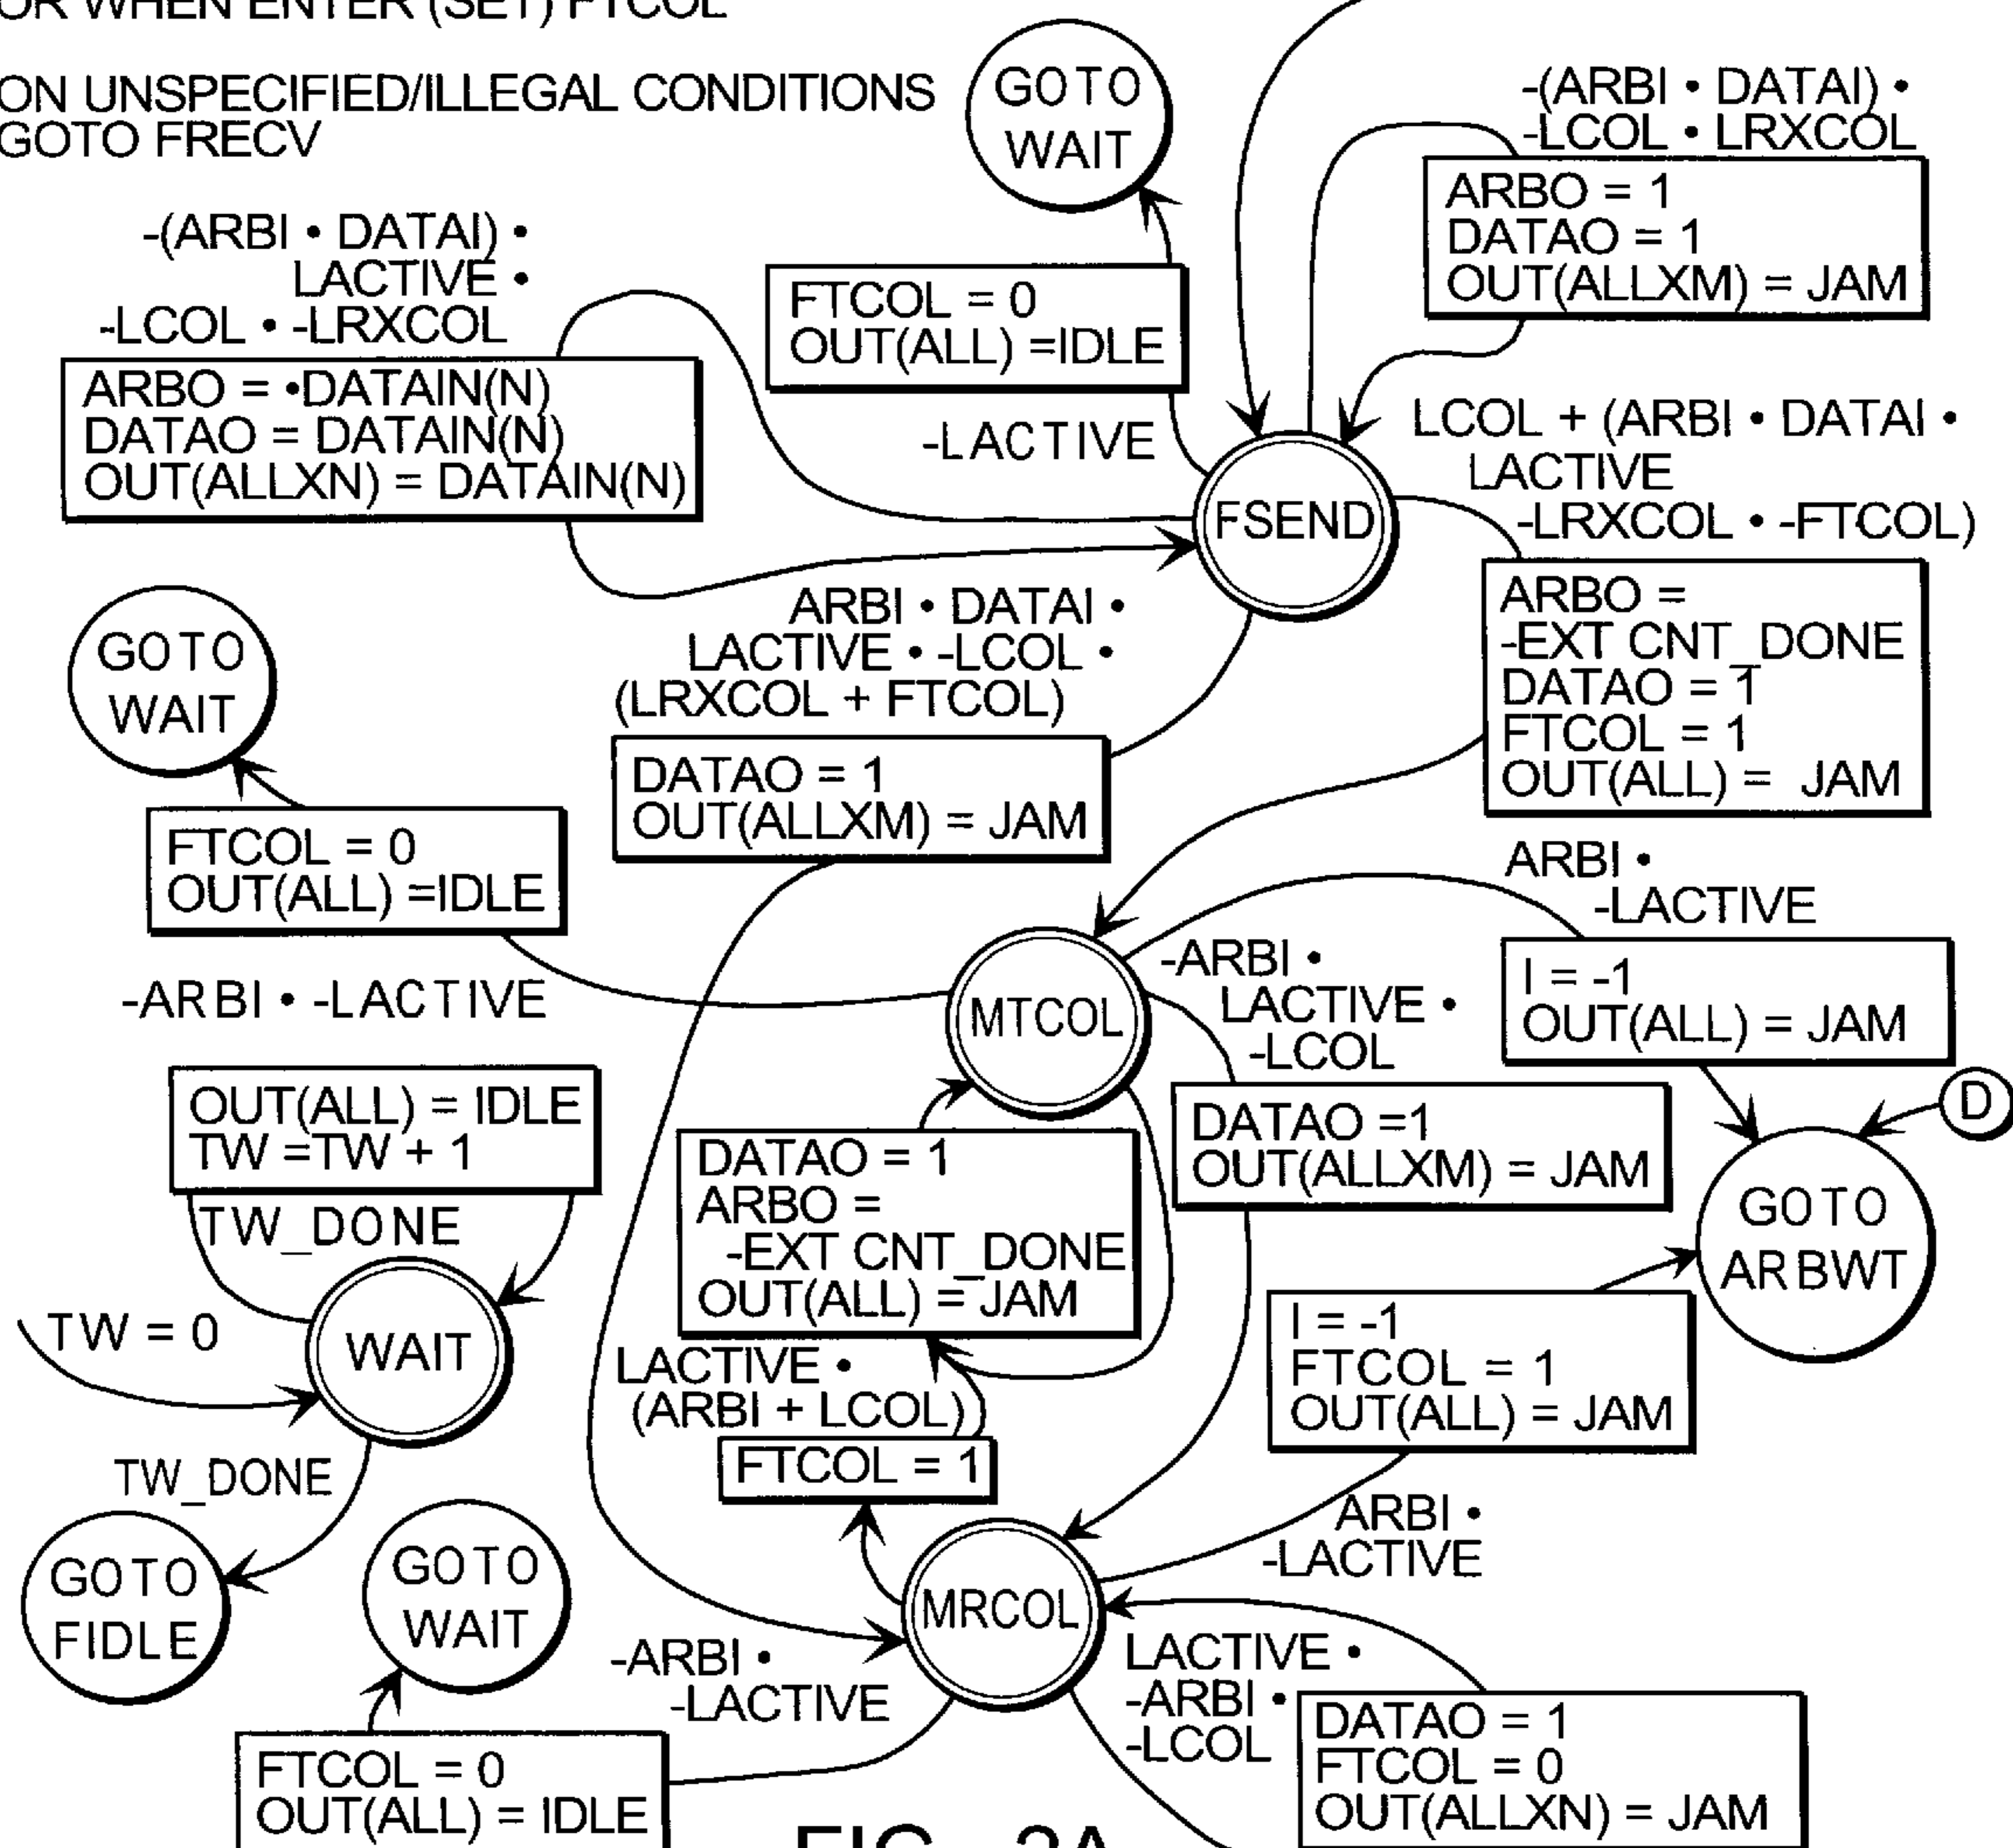 OR WHEN ENTER (SET) FTCOL
ON UNSPECIFIED/ILLEGAL CONDITIONS
GOTO FRECV
GOTO
WAIT
-(ARBI • DATAI) •
-LCOL • LRXCOL
ARBO = 1
DATAO = 1
OUT(ALLXM) = JAM
-(ARBI • DATAI) •
LACTIVE •
-LCOL • -LRXCOL
ARBO = •DATAIN(N)
DATAO = DATAIN(N)
OUT(ALLXN) = DATAIN(N)
FTCOL = 0
OUT(ALL) =IDLE
-LACTIVE
FSEND
LCOL + (ARBI • DATAI •
LACTIVE
-LRXCOL • -FTCOL)
ARBO =
-EXT CNT_DONE
DATAO = 1
FTCOL = 1
OUT(ALL) = JAM
ARBI • DATAI •
LACTIVE • -LCOL •
(LRXCOL + FTCOL)
DATAO = 1
OUT(ALLXM) = JAM
GOTO
WAIT
FTCOL = 0
OUT(ALL) =IDLE
-ARBI • -LACTIVE
MTCOL
ARBI •
-LACTIVE
I = -1
OUT(ALL) = JAM
-ARBI •
LACTIVE •
-LCOL
DATAO =1
OUT(ALLXM) = JAM
D
GOTO
ARBWT
OUT(ALL) = IDLE
TW =TW + 1
TW_DONE
TW = 0
WAIT
TW_DONE
GOTO
FIDLE
GOTO
WAIT
DATAO = 1
ARBO =
-EXT CNT_DONE
OUT(ALL) = JAM
LACTIVE •
(ARBI + LCOL)
FTCOL = 1
I = -1
FTCOL = 1
OUT(ALL) = JAM
ARBI •
-LACTIVE
MRCOL
-ARBI •
-LACTIVE
FTCOL = 0
OUT(ALL) = IDLE
LACTIVE •
-ARBI •
-LCOL
DATAO = 1
FTCOL = 0
OUT(ALLXN) = JAM
FIG. 2A